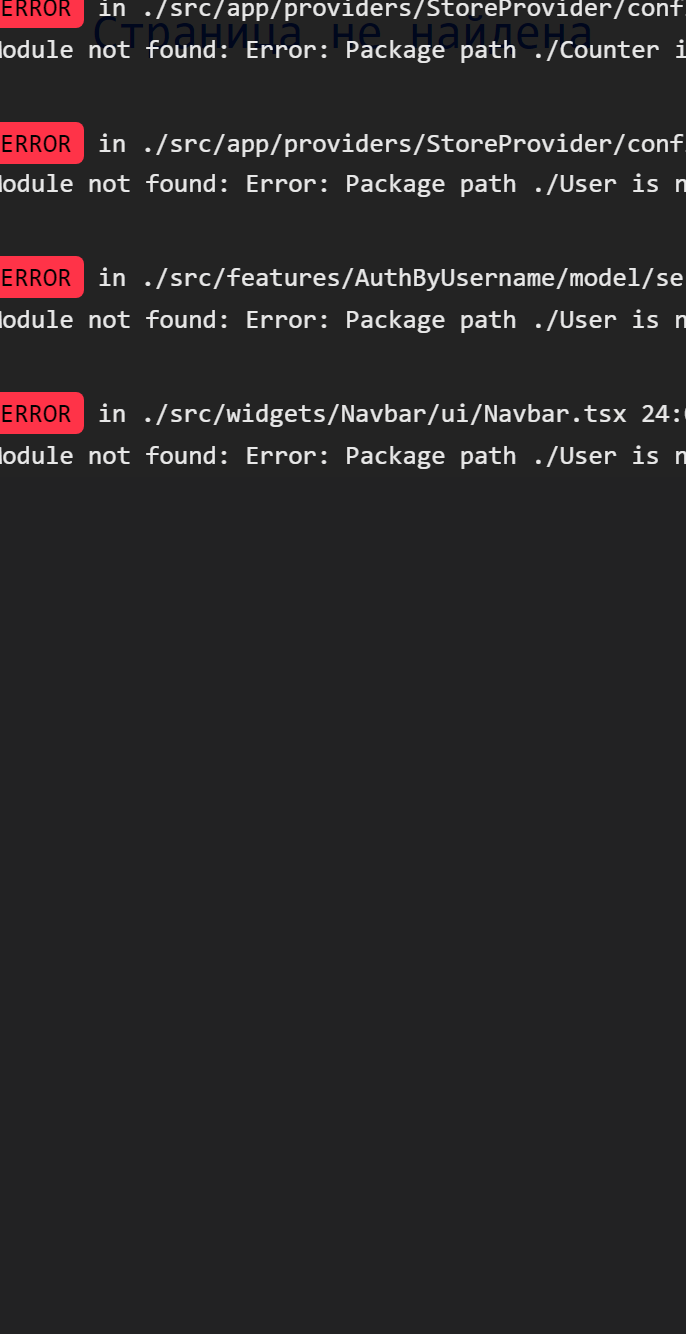 ERROR in ./src/app/providers/StoreProvider/conf
Страница не найдена
Module not found: Error: Package path ./Counter i
ERROR in ./src/app/providers/StoreProvider/conf
Module not found: Error: Package path ./User is n
ERROR in ./src/features/AuthByUsername/model/se
Module not found: Error: Package path ./User is n
ERROR in ./src/widgets/Navbar/ui/Navbar.tsx 24:
Module not found: Error: Package path ./User is n